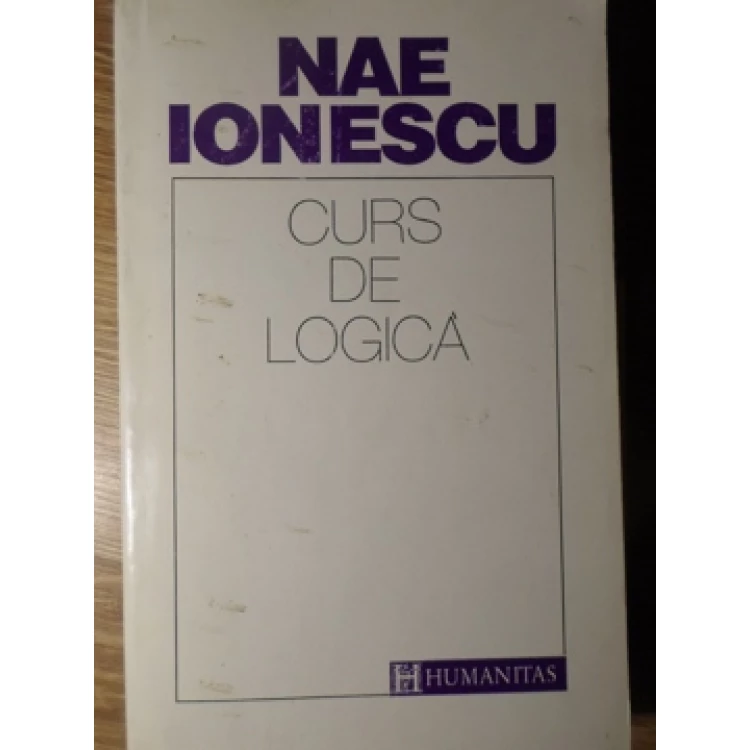 NAE
IONESCU
CURS
DE
LOGICĂ
H HUMANITAS